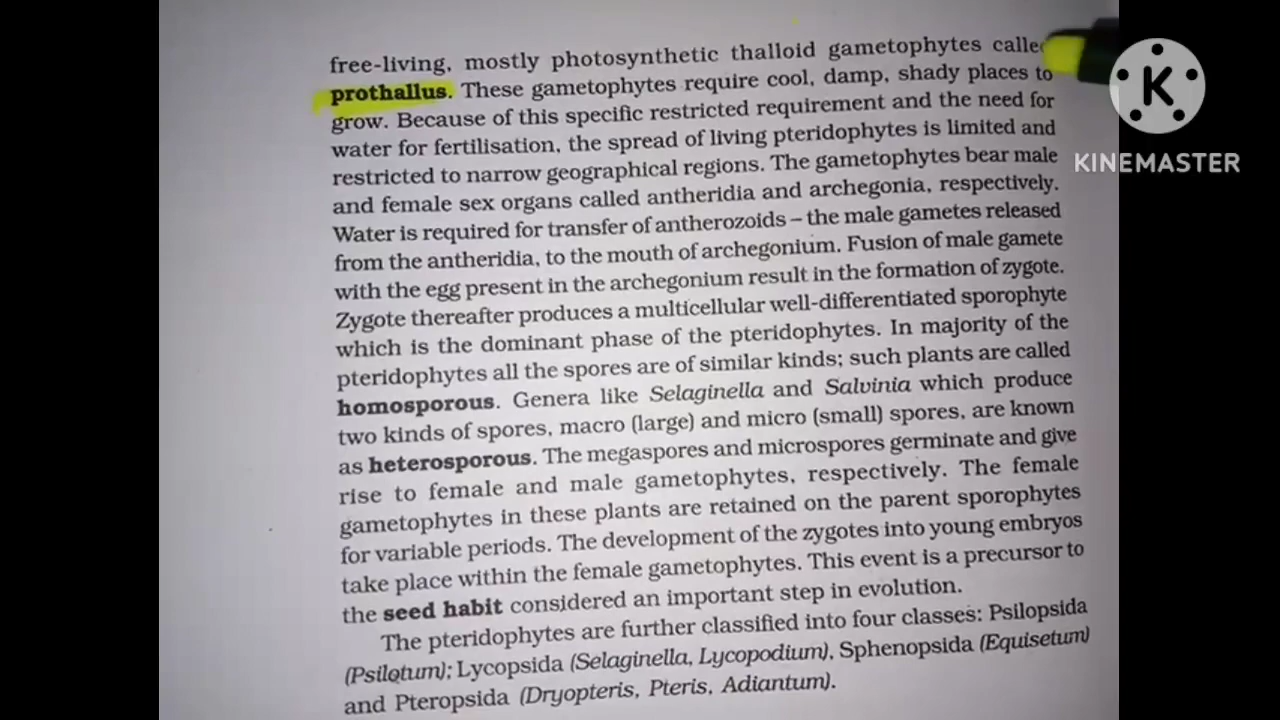 free-living, mostly photosynthetic thalloid gametophytes called
prothallus. These gametophytes require cool, damp, shady places to
grow. Because of this specific restricted requirement and the need for
water for fertilisation, the spread of living pteridophytes is limited and
restricted to narrow geographical regions. The gametophytes bear male
and female sex organs called antheridia and archegonia, respectively.
Water is required for transfer of antherozoids – the male gametes released
from the antheridia, to the mouth of archegonium. Fusion of male gamete
with the egg present in the archegonium result in the formation of zygote.
Zygote thereafter produces a multicellular well-differentiated sporophyte
which is the dominant phase of the pteridophytes. In majority of the
pteridophytes all the spores are of similar kinds; such plants are called
homosporous. Genera like Selaginella and Salvinia which produce
two kinds of spores, macro (large) and micro (small) spores, are known
as heterosporous. The megaspores and microspores germinate and give
rise to female and male gametophytes, respectively. The female
gametophytes in these plants are retained on the parent sporophytes
for variable periods. The development of the zygotes into young embryos
take place within the female gametophytes. This event is a precursor to
the seed habit considered an important step in evolution.
The pteridophytes are further classified into four classes: Psilopsida
(Psilotum); Lycopsida (Selaginella, Lycopodium), Sphenopsida (Equisetum)
and Pteropsida (Dryopteris, Pteris, Adiantum).
K
KINEMASTER